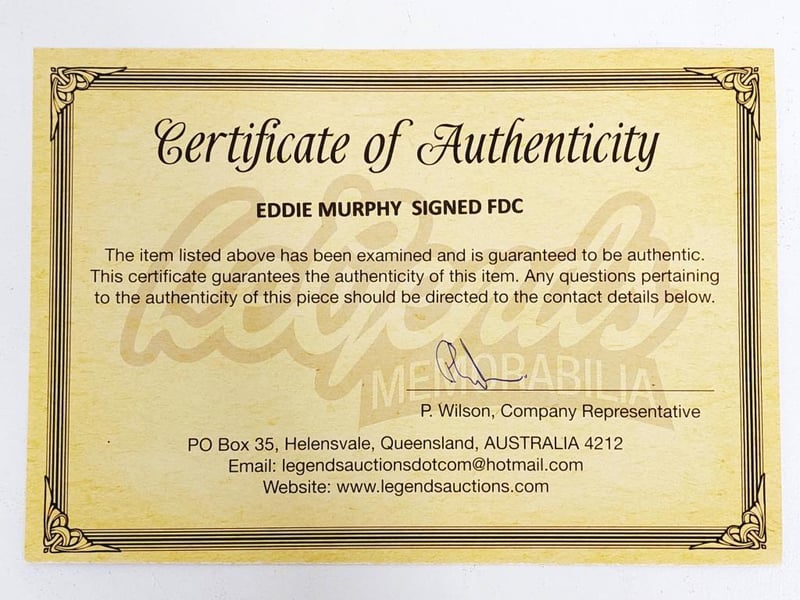 Certificate of Authenticity
EDDIE MURPHY SIGNED FDC
Legends
The item listed above has been examined and is guaranteed to be authentic.
This certificate guarantees the authenticity of this item. Any questions pertaining
to the authenticity of this piece should be directed to the contact details below.
MEMORABILIA
P. Wilson, Company Representative
PO Box 35, Helensvale, Queensland, AUSTRALIA 4212
Email: legendsauctionsdotcom@hotmail.com
Website: www.legendsauctions.com